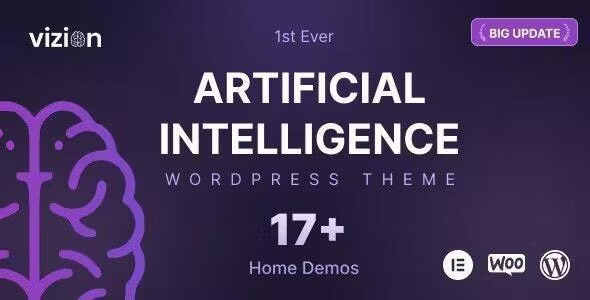 vizion
1st Ever
BIG UPDATE
ARTIFICIAL
INTELLIGENCE
WORDPRESS THEME
17+
Home Demos
WOO